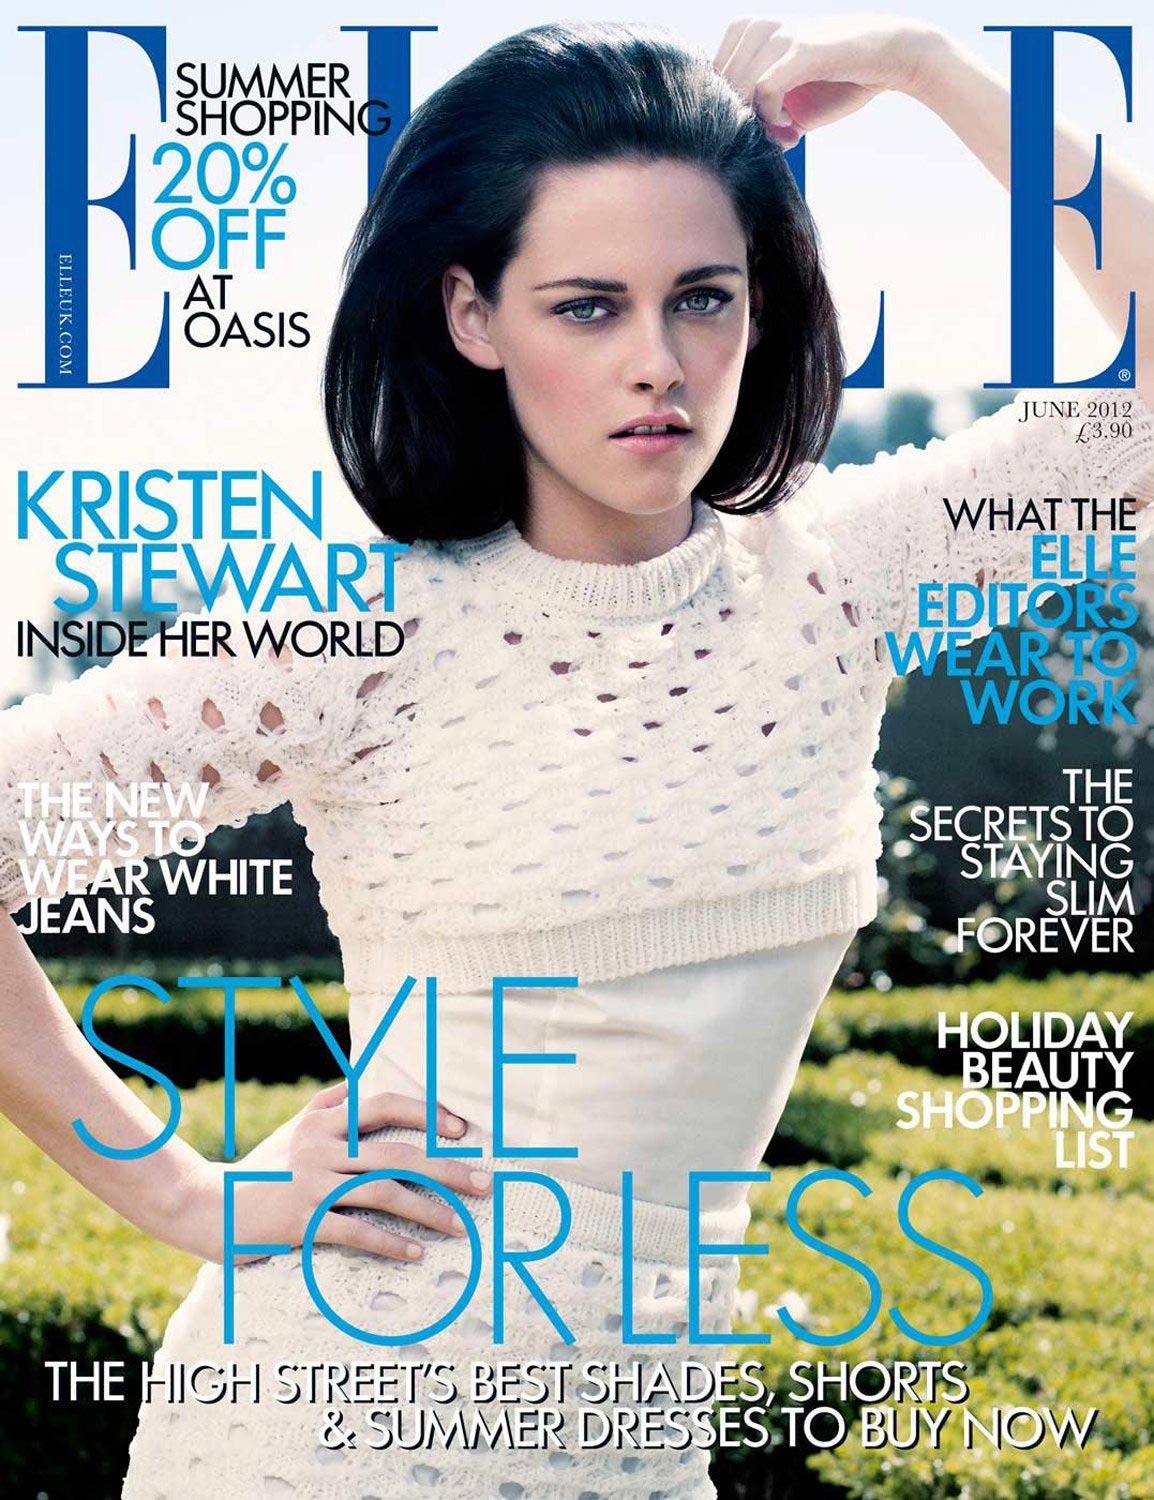 ELLE
SUMMER
SHOPPING
20%
OFF
AT
OASIS
ELLEUK.COM
JUNE 2012
£3.90
KRISTEN
STEWART
INSIDE HER WORLD
WHAT THE
ELLE
EDITORS
WEAR TO
WORK
THE NEW
WAYS TO
WEAR WHITE
JEANS
THE
SECRETS TO
STAYING
SLIM
FOREVER
HOLIDAY
BEAUTY
SHOPPING
LIST
STYLE
FOR LESS
THE HIGH STREET'S BEST SHADES, SHORTS
& SUMMER DRESSES TO BUY NOW
®